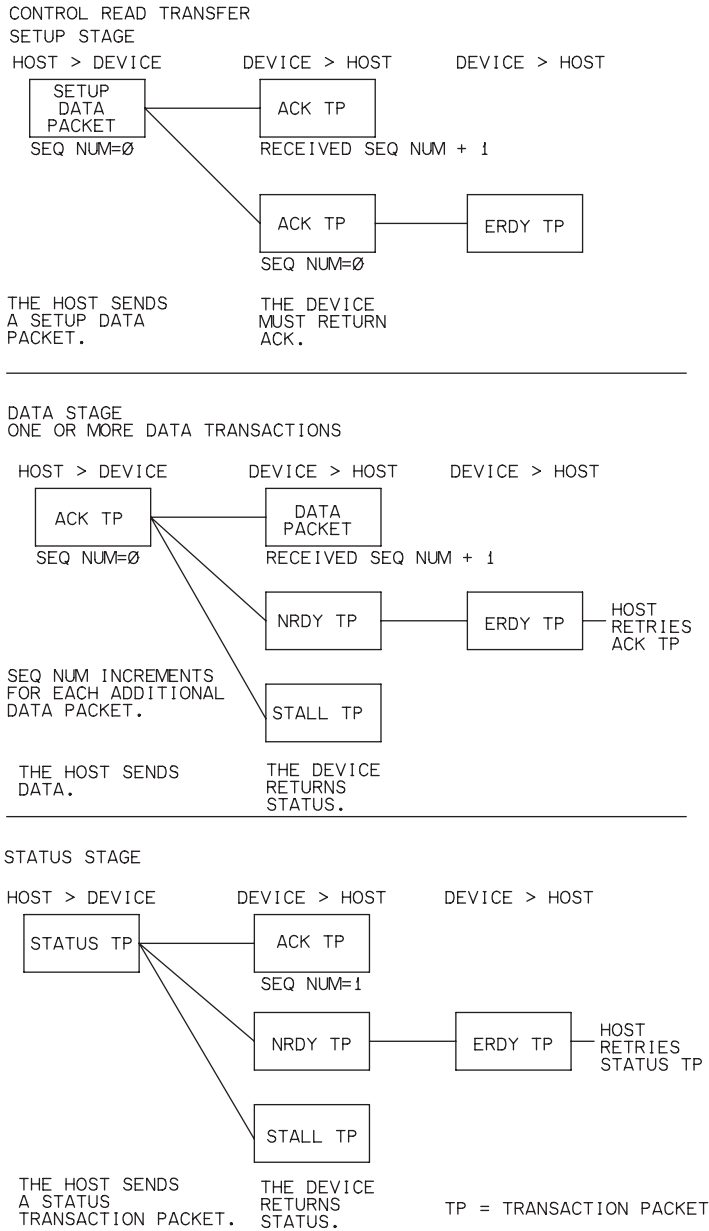 CONTROL READ TRANSFER
SETUP STAGE
HOST > DEVICE DEVICE > HOST DEVICE > HOST
SETUP
DATA
PACKET
SEQ NUM=Ø
ACK TP
RECEIVED SEQ NUM + 1
ACK TP
SEQ NUM=Ø
ERDY TP
THE HOST SENDS
A SETUP DATA
PACKET.
THE DEVICE
MUST RETURN
ACK.
DATA STAGE
ONE OR MORE DATA TRANSACTIONS
HOST > DEVICE DEVICE > HOST DEVICE > HOST
ACK TP
SEQ NUM=Ø
DATA
PACKET
RECEIVED SEQ NUM + 1
NRDY TP
ERDY TP
HOST
RETRIES
ACK TP
SEQ NUM INCREMENTS
FOR EACH ADDITIONAL
DATA PACKET.
STALL TP
THE HOST SENDS
DATA.
THE DEVICE
RETURNS
STATUS.
STATUS STAGE
HOST > DEVICE DEVICE > HOST DEVICE > HOST
STATUS TP
ACK TP
SEQ NUM=1
NRDY TP
ERDY TP
HOST
RETRIES
STATUS TP
STALL TP
THE HOST SENDS
A STATUS
TRANSACTION PACKET.
THE DEVICE
RETURNS
STATUS.
TP = TRANSACTION PACKET